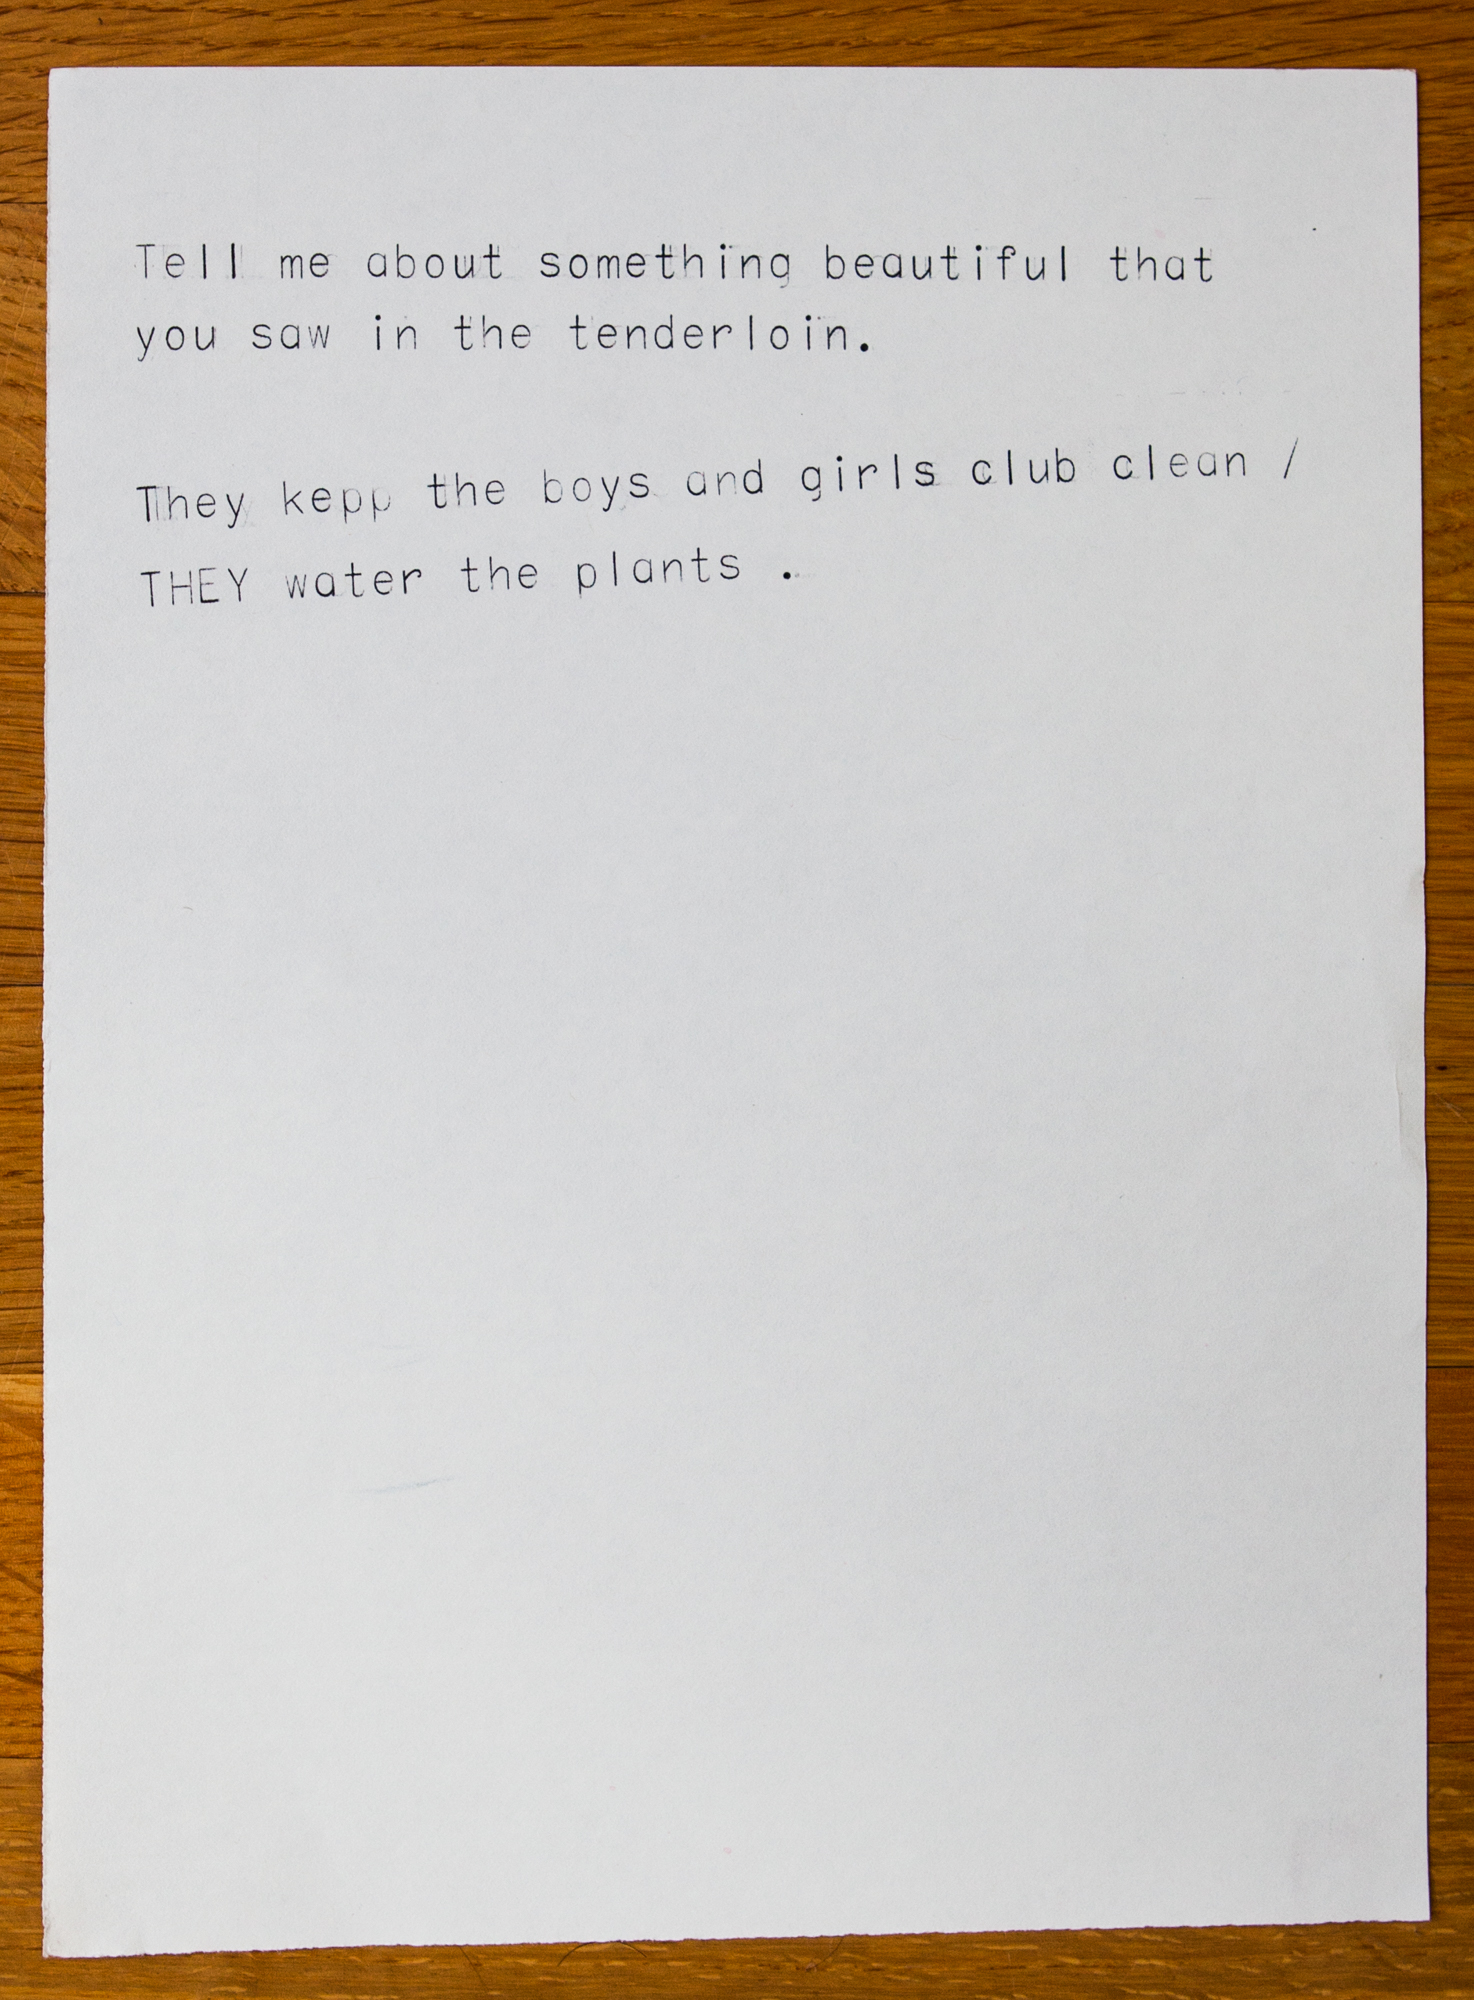 Tell me about something beautiful that
you saw in the tenderloin.
They kepp the boys and girls club clean /
THEY water the plants .